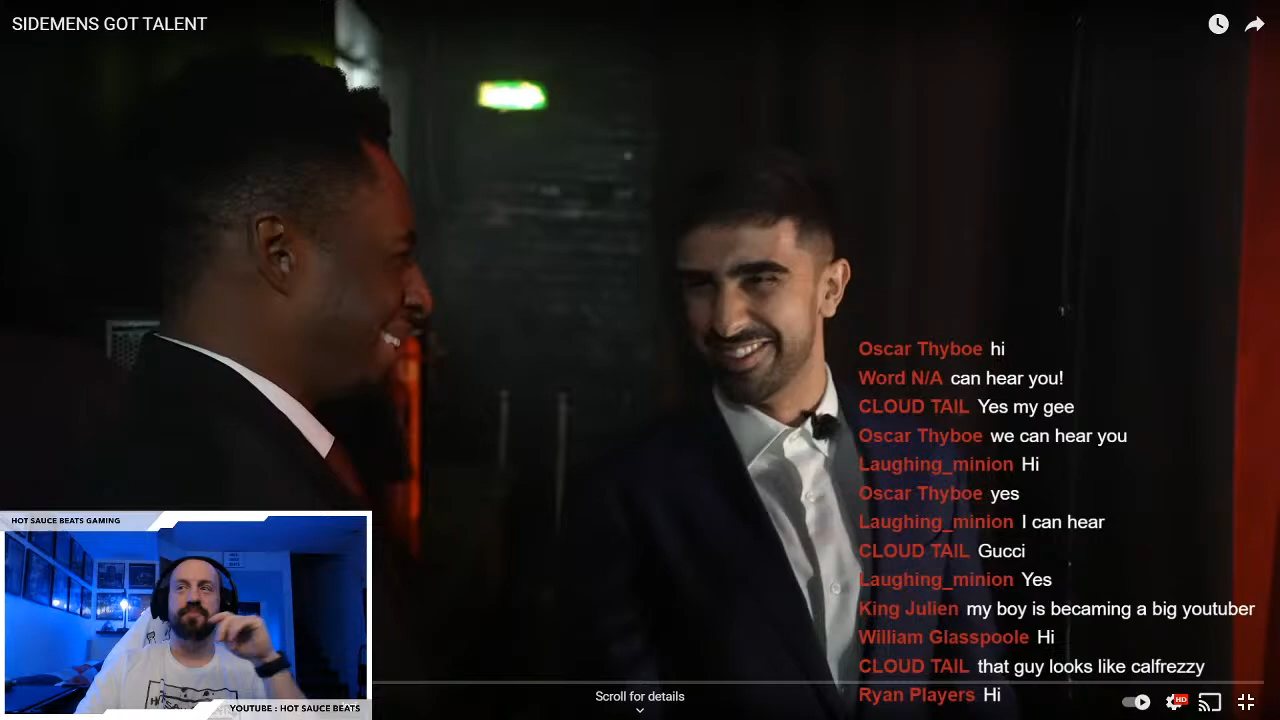 SIDEMENS GOT TALENT
Oscar Thyboe hi
Word N/A can hear you!
CLOUD TAIL Yes my gee
Oscar Thyboe we can hear you
Laughing_minion Hi
Oscar Thyboe yes
Laughing_minion I can hear
CLOUD TAIL Gucci
Laughing_minion Yes
King Julien my boy is becaming a big youtuber
William Glasspoole Hi
CLOUD TAIL that guy looks like calfrezzy
Ryan Players Hi
HOT SAUCE BEATS GAMING
YOUTUBE : HOT SAUCE BEATS
Scroll for details
HD